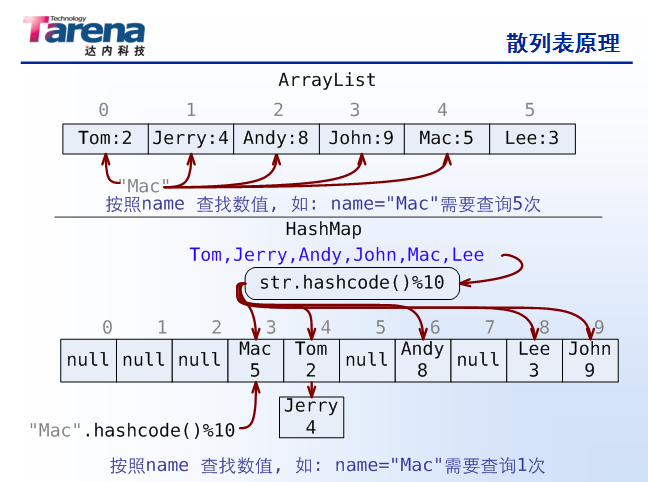 Technology
Tarena
达内科技
散列表原理
ArrayList
0 1 2 3 4 5
Tom:2 Jerry:4 Andy:8 John:9 Mac:5 Lee:3
"Mac"
按照name 查找数值, 如: name="Mac"需要查询5次
HashMap
Tom,Jerry,Andy,John,Mac,Lee
str.hashcode()%10
0 1 2 3 4 5 6 7 8 9
null null null Mac Tom null Andy null Lee John
5 2 8 3 9
Jerry
4
"Mac".hashcode()%10
按照name 查找数值, 如: name="Mac"需要查询1次